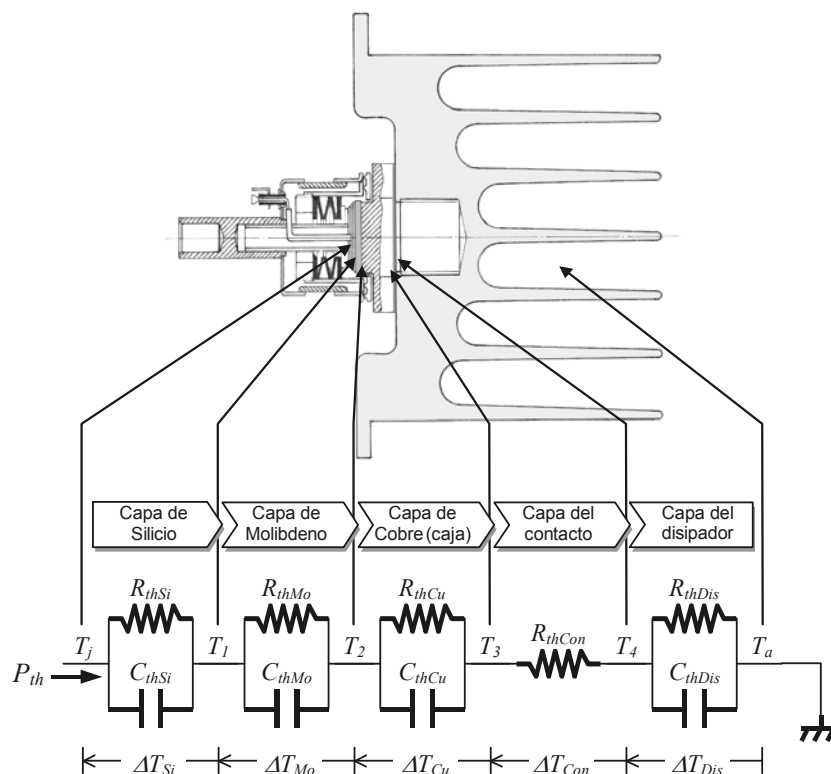 Capa de Silicio
Capa de Molibdeno
Capa de Cobre (caja)
Capa del contacto
Capa del disipador
R_thSi
R_thMo
R_thCu
R_thCon
R_thDis
T_j
T_1
T_2
T_3
T_4
T_a
P_th
C_thSi
C_thMo
C_thCu
C_thDis
ΔT_Si
ΔT_Mo
ΔT_Cu
ΔT_Con
ΔT_Dis